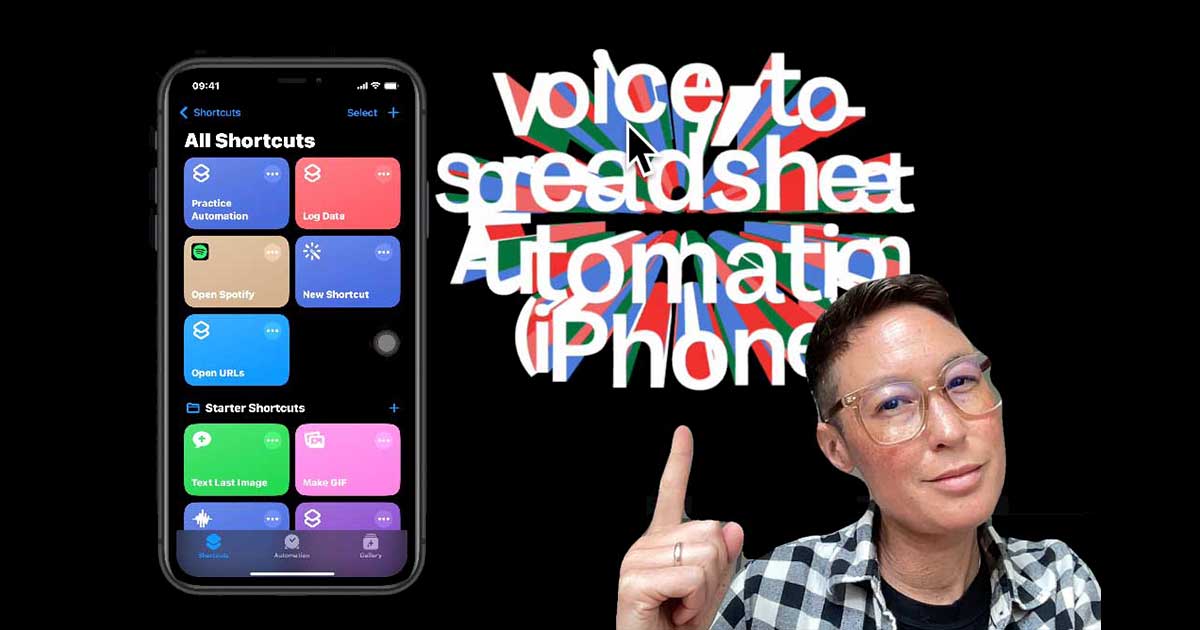 09:41
Shortcuts
Select +
All Shortcuts
Practice
Automation
Log Data
Open Spotify
New Shortcut
Open URLs
Starter Shortcuts +
Text Last Image
Make GIF
Shortcuts
Automation
Gallery
voice-to-
spreadsheet
Automation
(iPhone